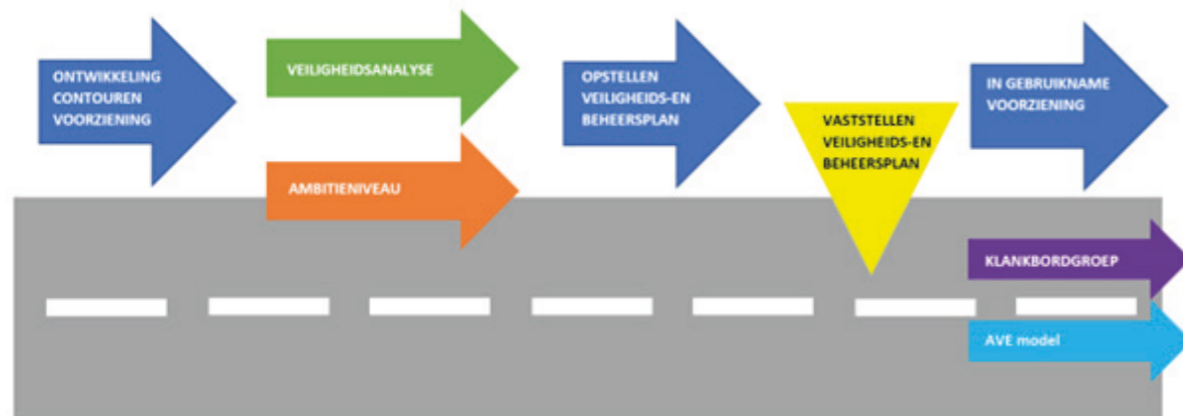 ONTWIKKELING
CONTOUREN
VOORZIENING
VEILIGHEIDSANALYSE
AMBITIENIVEAU
OPSTELLEN
VEILIGHEIDS-EN
BEHEERSPLAN
VASTSTELLEN
VEILIGHEIDS-EN
BEHEERSPLAN
IN GEBRUIKNAME
VOORZIENING
KLANKBORDGROEP
AVE model